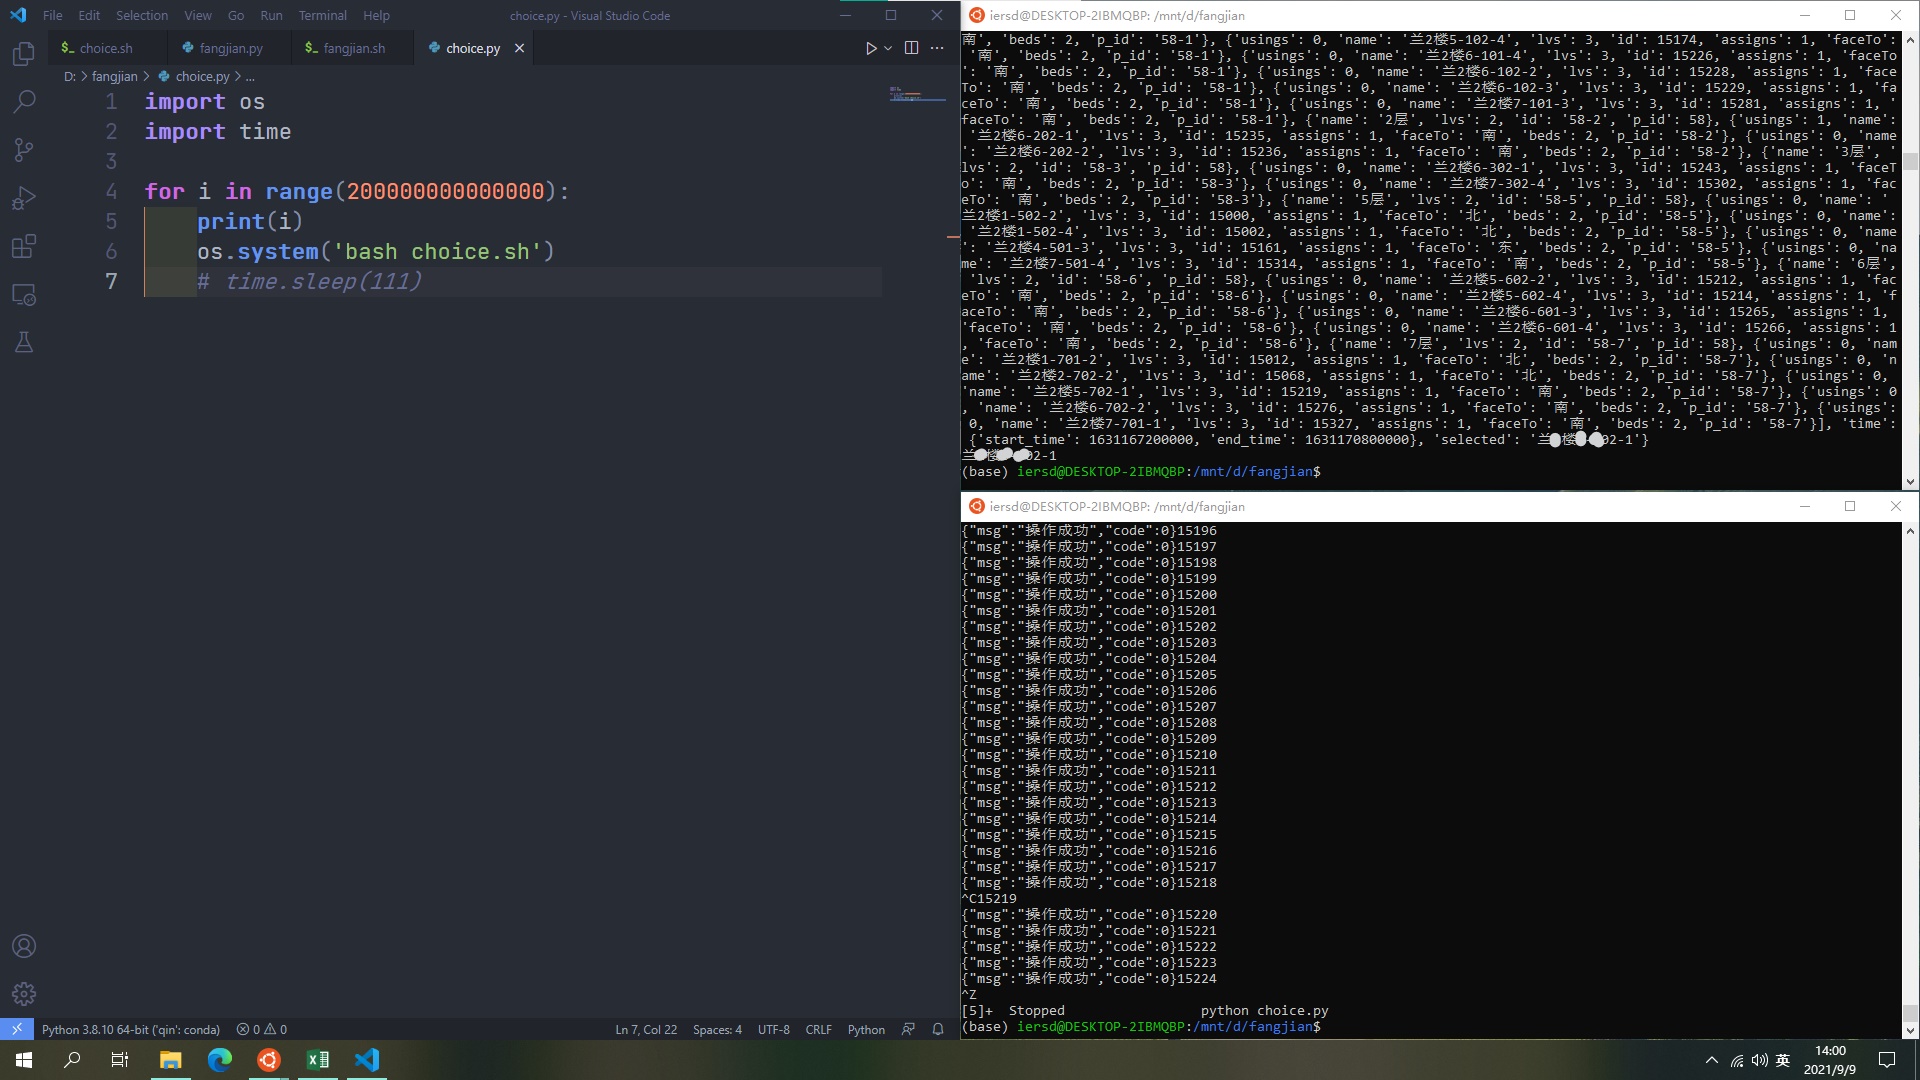 File Edit Selection View Go Run Terminal Help
choice.py - Visual Studio Code
choice.sh
fangjian.py
fangjian.sh
choice.py
D: > fangjian > choice.py > ...
1 import os
2 import time
3
4 for i in range(200000000000000):
5 print(i)
6 os.system('bash choice.sh')
7 # time.sleep(111)
Python 3.8.10 64-bit ('qin': conda) 0 0
Ln 7, Col 22 Spaces: 4 UTF-8 CRLF Python
iersd@DESKTOP-2IBMQBP: /mnt/d/fangjian
南', 'beds': 2, 'p_id': '58-1'}, {'usings': 0, 'name': '兰2楼5-102-4', 'lvs': 3, 'id': 15174, 'assigns': 1, 'faceTo':
'南', 'beds': 2, 'p_id': '58-1'}, {'usings': 0, 'name': '兰2楼6-101-4', 'lvs': 3, 'id': 15226, 'assigns': 1, 'faceTo'
: '南', 'beds': 2, 'p_id': '58-1'}, {'usings': 0, 'name': '兰2楼6-102-2', 'lvs': 3, 'id': 15228, 'assigns': 1, 'face
To': '南', 'beds': 2, 'p_id': '58-1'}, {'usings': 0, 'name': '兰2楼6-102-3', 'lvs': 3, 'id': 15229, 'assigns': 1, 'fa
ceTo': '南', 'beds': 2, 'p_id': '58-1'}, {'usings': 0, 'name': '兰2楼7-101-3', 'lvs': 3, 'id': 15281, 'assigns': 1, '
faceTo': '南', 'beds': 2, 'p_id': '58-1'}, {'name': '2层', 'lvs': 2, 'id': '58-2', 'p_id': 58}, {'usings': 1, 'name':
'兰2楼6-202-1', 'lvs': 3, 'id': 15235, 'assigns': 1, 'faceTo': '南', 'beds': 2, 'p_id': '58-2'}, {'usings': 0, 'name
': '兰2楼6-202-2', 'lvs': 3, 'id': 15236, 'assigns': 1, 'faceTo': '南', 'beds': 2, 'p_id': '58-2'}, {'name': '3层', '
lvs': 2, 'id': '58-3', 'p_id': 58}, {'usings': 0, 'name': '兰2楼6-302-1', 'lvs': 3, 'id': 15243, 'assigns': 1, 'faceT
o': '南', 'beds': 2, 'p_id': '58-3'}, {'usings': 0, 'name': '兰2楼7-302-4', 'lvs': 3, 'id': 15302, 'assigns': 1, 'fac
eTo': '南', 'beds': 2, 'p_id': '58-3'}, {'name': '5层', 'lvs': 2, 'id': '58-5', 'p_id': 58}, {'usings': 0, 'name': '
兰2楼1-502-2', 'lvs': 3, 'id': 15000, 'assigns': 1, 'faceTo': '北', 'beds': 2, 'p_id': '58-5'}, {'usings': 0, 'name':
'兰2楼1-502-4', 'lvs': 3, 'id': 15002, 'assigns': 1, 'faceTo': '北', 'beds': 2, 'p_id': '58-5'}, {'usings': 0, 'name'
: '兰2楼4-501-3', 'lvs': 3, 'id': 15161, 'assigns': 1, 'faceTo': '东', 'beds': 2, 'p_id': '58-5'}, {'usings': 0, 'na
me': '兰2楼7-501-4', 'lvs': 3, 'id': 15314, 'assigns': 1, 'faceTo': '南', 'beds': 2, 'p_id': '58-5'}, {'name': '6层',
'lvs': 2, 'id': '58-6', 'p_id': 58}, {'usings': 0, 'name': '兰2楼5-602-2', 'lvs': 3, 'id': 15212, 'assigns': 1, 'fac
eTo': '南', 'beds': 2, 'p_id': '58-6'}, {'usings': 0, 'name': '兰2楼5-602-4', 'lvs': 3, 'id': 15214, 'assigns': 1, 'f
aceTo': '南', 'beds': 2, 'p_id': '58-6'}, {'usings': 0, 'name': '兰2楼6-601-3', 'lvs': 3, 'id': 15265, 'assigns': 1,
'faceTo': '南', 'beds': 2, 'p_id': '58-6'}, {'usings': 0, 'name': '兰2楼6-601-4', 'lvs': 3, 'id': 15266, 'assigns': 1
, 'faceTo': '南', 'beds': 2, 'p_id': '58-6'}, {'name': '7层', 'lvs': 2, 'id': '58-7', 'p_id': 58}, {'usings': 0, 'nam
e': '兰2楼1-701-2', 'lvs': 3, 'id': 15012, 'assigns': 1, 'faceTo': '北', 'beds': 2, 'p_id': '58-7'}, {'usings': 0, 'n
ame': '兰2楼2-702-2', 'lvs': 3, 'id': 15068, 'assigns': 1, 'faceTo': '北', 'beds': 2, 'p_id': '58-7'}, {'usings': 0,
'name': '兰2楼5-702-1', 'lvs': 3, 'id': 15219, 'assigns': 1, 'faceTo': '南', 'beds': 2, 'p_id': '58-7'}, {'usings': 0
, 'name': '兰2楼6-702-2', 'lvs': 3, 'id': 15276, 'assigns': 1, 'faceTo': '南', 'beds': 2, 'p_id': '58-7'}, {'usings':
0, 'name': '兰2楼7-701-1', 'lvs': 3, 'id': 15327, 'assigns': 1, 'faceTo': '南', 'beds': 2, 'p_id': '58-7'}], 'time':
{'start_time': 1631167200000, 'end_time': 1631170800000}, 'selected': '兰 楼 02-1'}
兰 楼 02-1
(base) iersd@DESKTOP-2IBMQBP:/mnt/d/fangjian$
iersd@DESKTOP-2IBMQBP: /mnt/d/fangjian
{"msg":"操作成功","code":0}15196
{"msg":"操作成功","code":0}15197
{"msg":"操作成功","code":0}15198
{"msg":"操作成功","code":0}15199
{"msg":"操作成功","code":0}15200
{"msg":"操作成功","code":0}15201
{"msg":"操作成功","code":0}15202
{"msg":"操作成功","code":0}15203
{"msg":"操作成功","code":0}15204
{"msg":"操作成功","code":0}15205
{"msg":"操作成功","code":0}15206
{"msg":"操作成功","code":0}15207
{"msg":"操作成功","code":0}15208
{"msg":"操作成功","code":0}15209
{"msg":"操作成功","code":0}15210
{"msg":"操作成功","code":0}15211
{"msg":"操作成功","code":0}15212
{"msg":"操作成功","code":0}15213
{"msg":"操作成功","code":0}15214
{"msg":"操作成功","code":0}15215
{"msg":"操作成功","code":0}15216
{"msg":"操作成功","code":0}15217
{"msg":"操作成功","code":0}15218
^C15219
{"msg":"操作成功","code":0}15220
{"msg":"操作成功","code":0}15221
{"msg":"操作成功","code":0}15222
{"msg":"操作成功","code":0}15223
{"msg":"操作成功","code":0}15224
^Z
[5]+ Stopped python choice.py
(base) iersd@DESKTOP-2IBMQBP:/mnt/d/fangjian$
英
14:00
2021/9/9